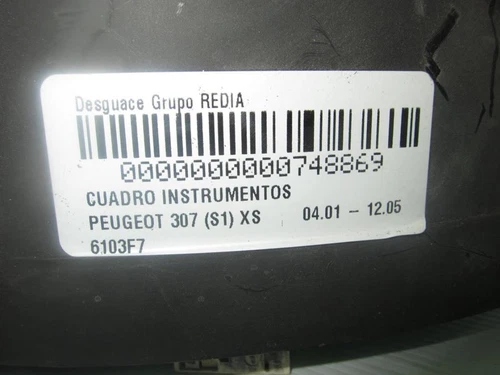 Desguace Grupo REDIA
0000000000748869
CUADRO INSTRUMENTOS
PEUGEOT 307 (S1) XS 04.01 - 12.05
6103F7